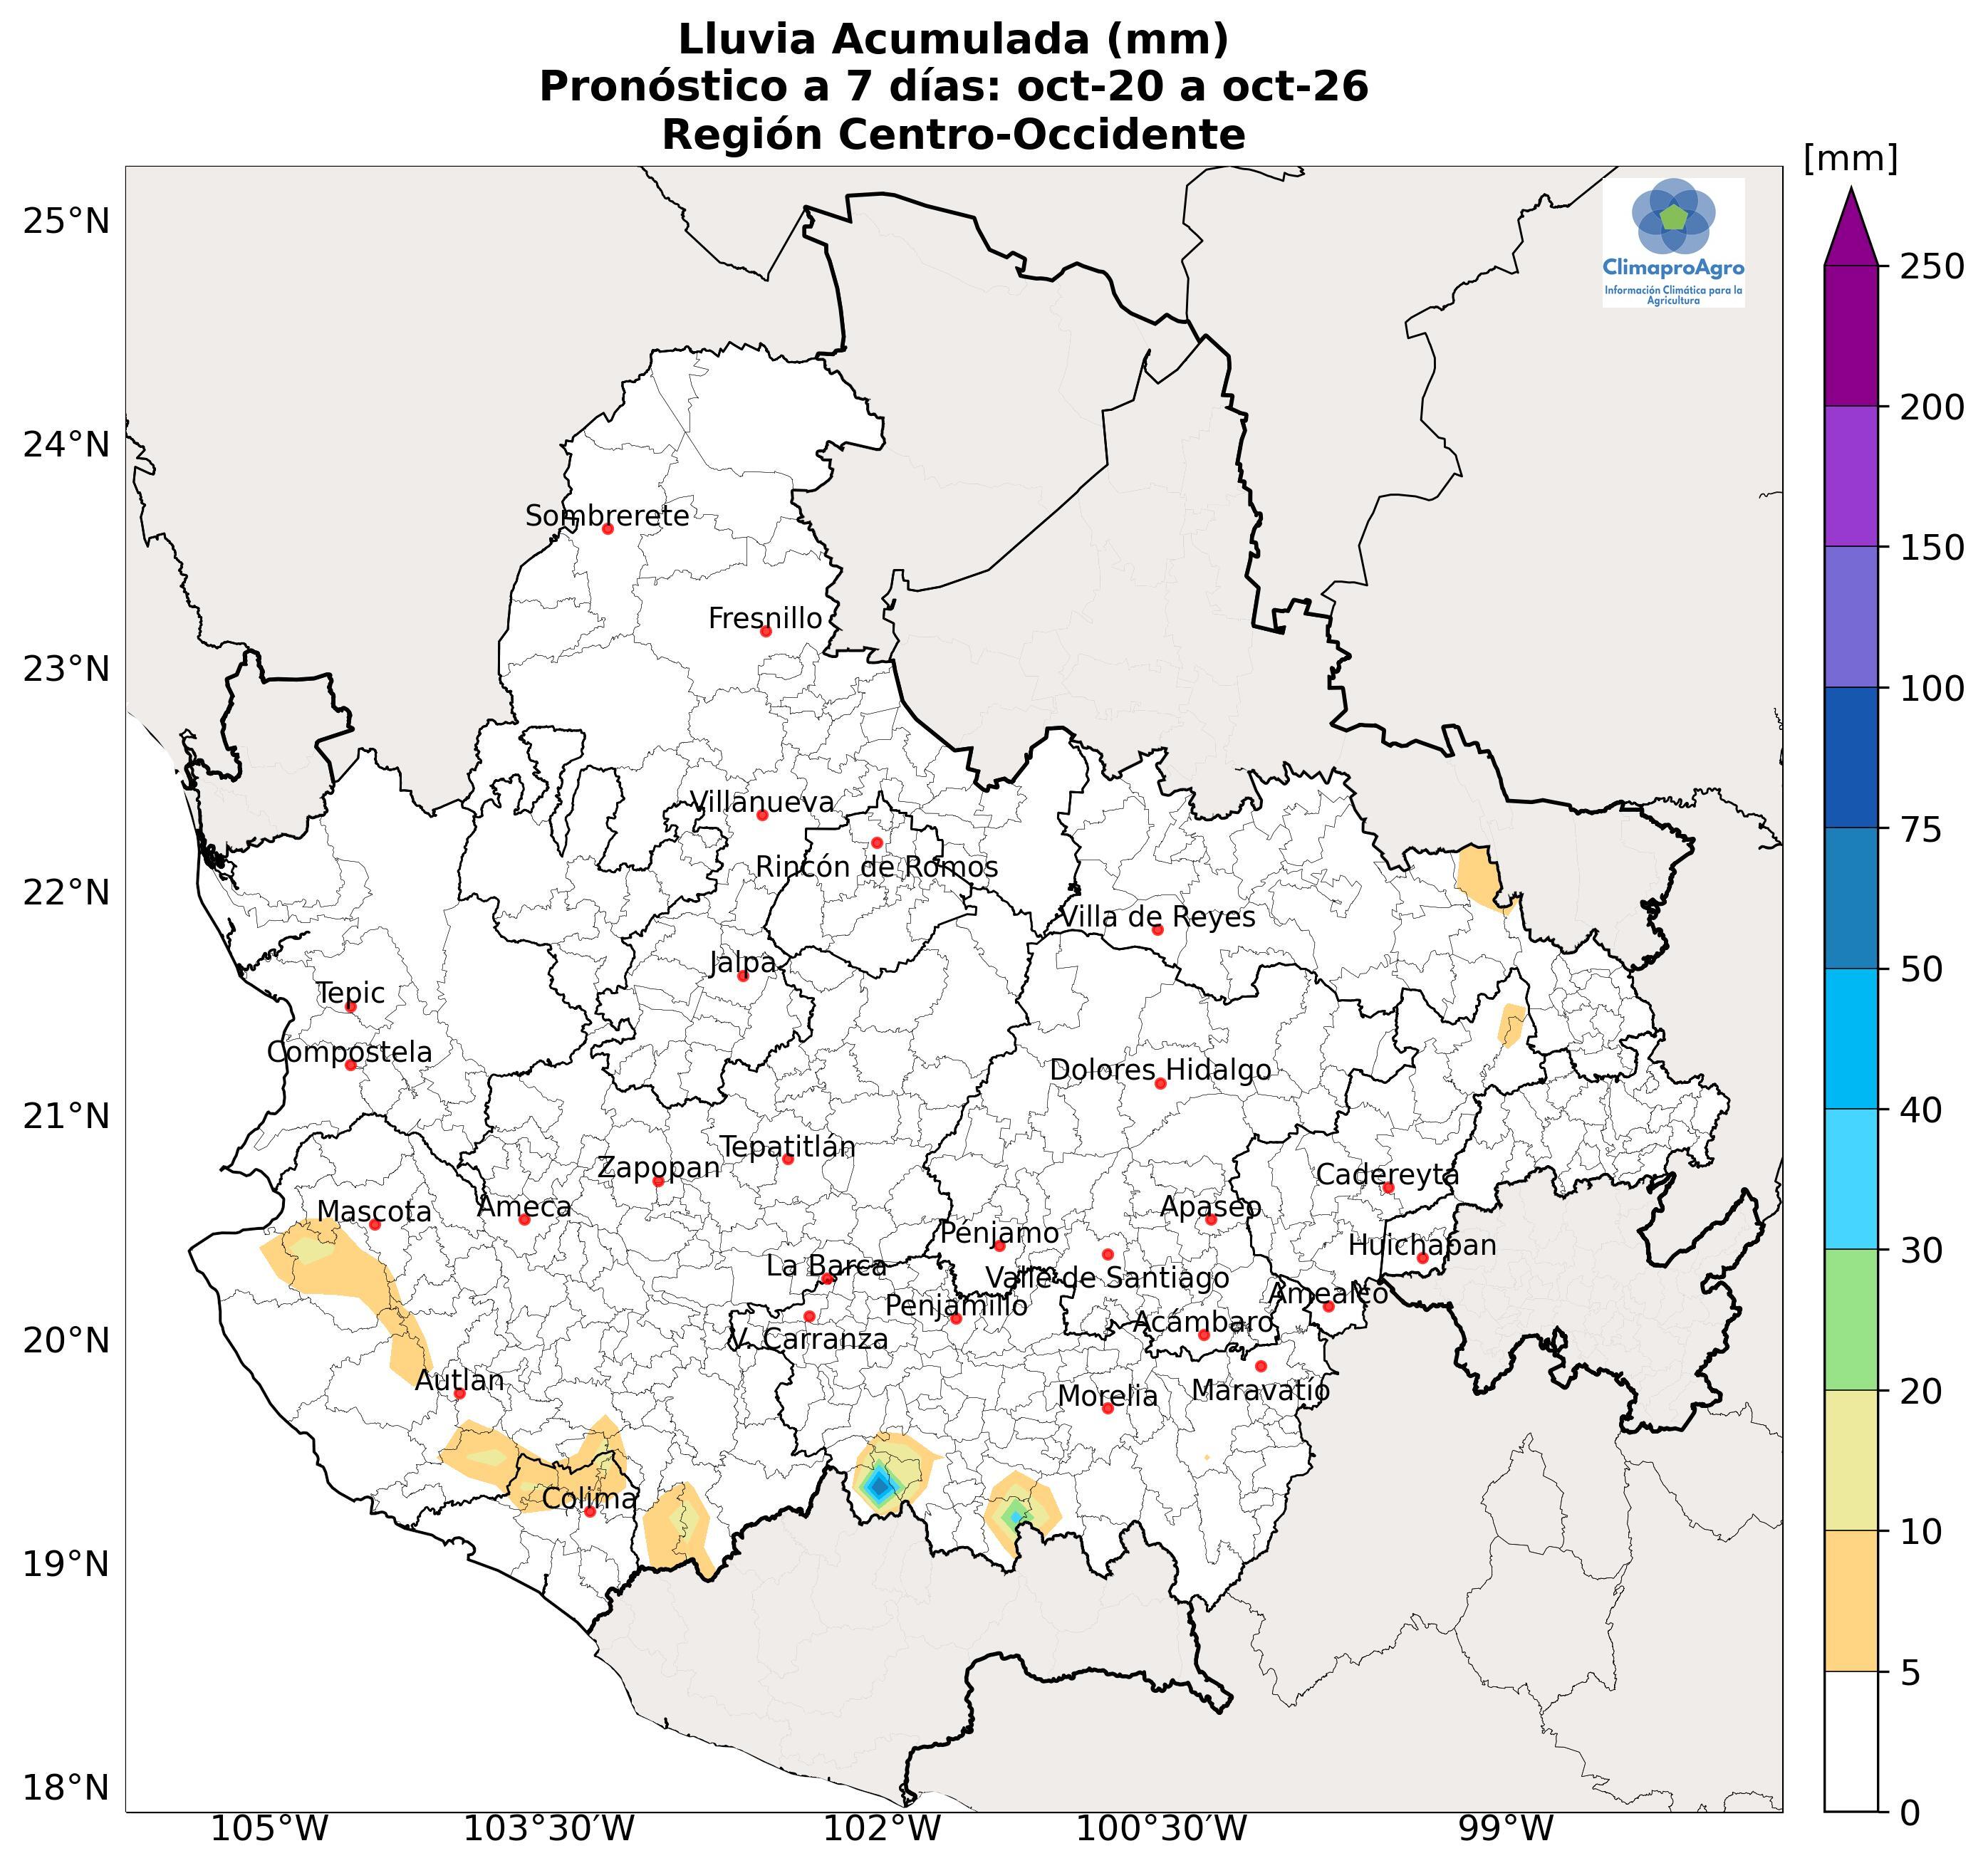 Lluvia Acumulada (mm)
Pronóstico a 7 días: oct-20 a oct-26
Región Centro-Occidente
[mm]
ClimaproAgro
Información Climática para la
Agricultura
25°N
24°N
23°N
22°N
21°N
20°N
19°N
18°N
250
200
150
100
75
50
40
30
20
10
5
0
Sombrerete
Fresnillo
Villanueva
Rincón de Romos
Villa de Reyes
Jalpa
Tepic
Compostela
Dolores Hidalgo
Tepatitlán
Zapopan
Cadereyta
Mascota
Ameca
Apaseo
Pénjamo
Huichapan
La Barca
Valle de Santiago
Amealco
Penjamillo
Acámbaro
V. Carranza
Autlan
Morelia
Maravatío
Colima
105°W
103°30'W
102°W
100°30'W
99°W